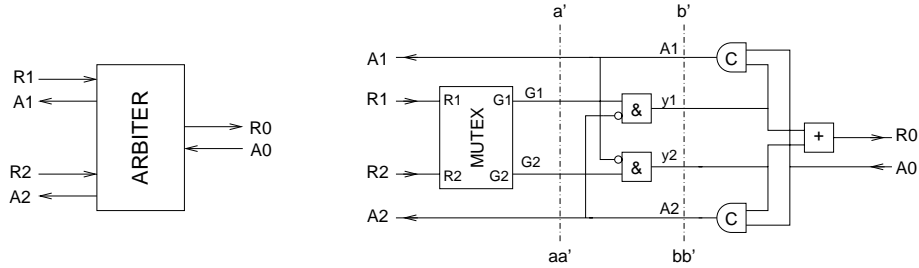 R1
A1
R2
A2
ARBITER
R0
A0
a’
b’
A1
A1
C
R1
R1
G1
G1
&
y1
MUTEX
+
R0
R2
R2
G2
G2
&
y2
A0
A2
A2
C
aa’
bb’